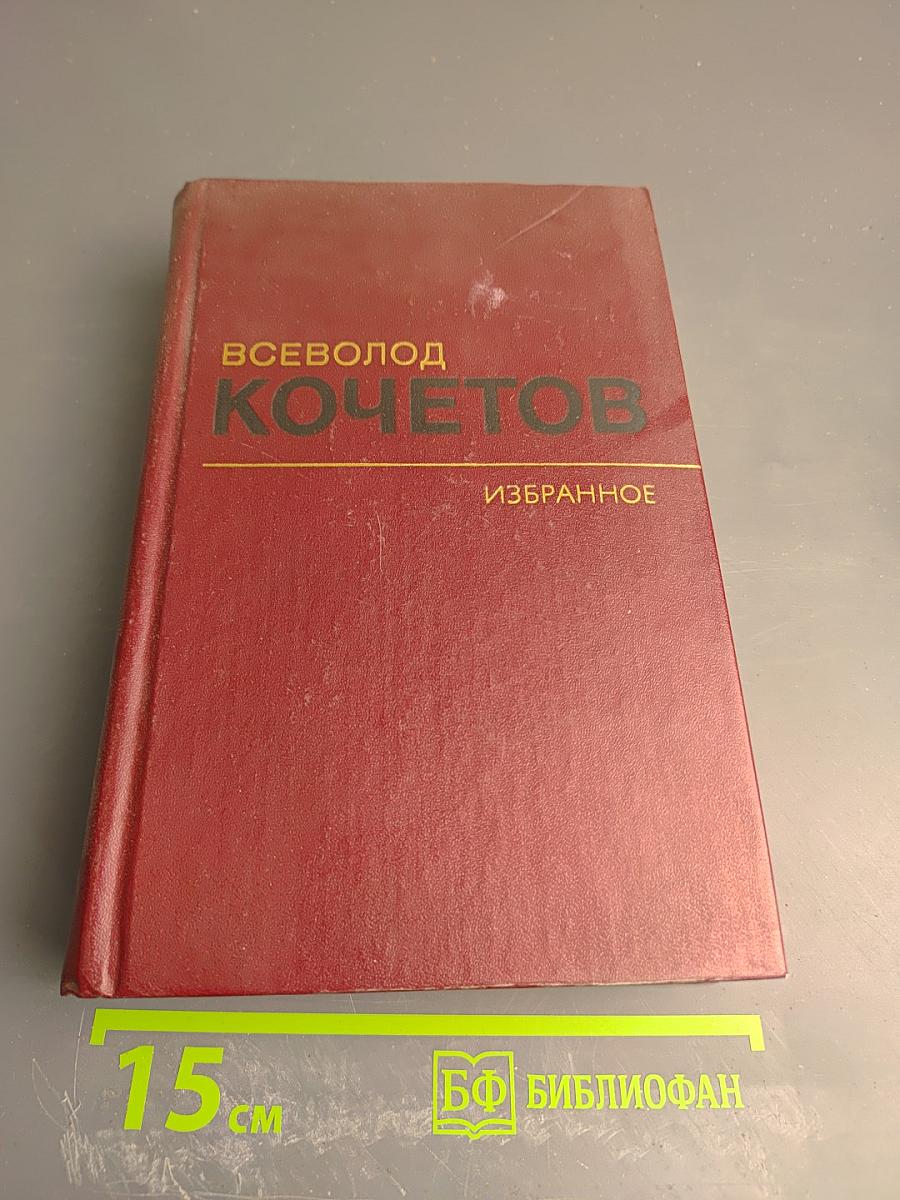 ВСЕВОЛОД
КОЧЕТОВ
ИЗБРАННОЕ
15 см
БФ БИБЛИОФАН